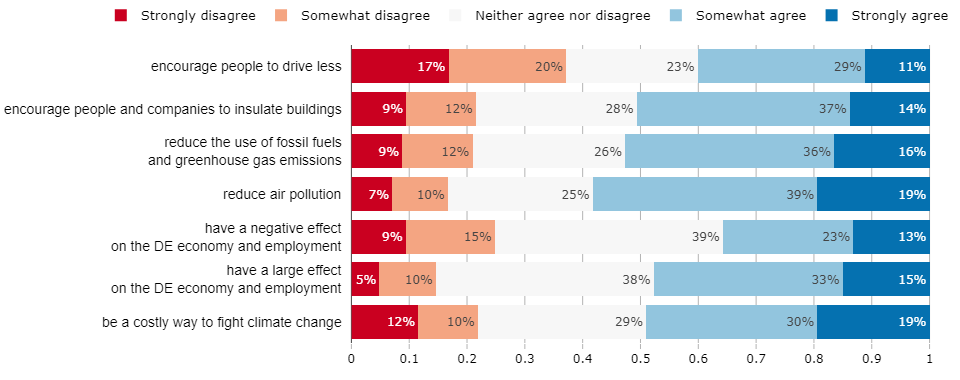 Strongly disagree Somewhat disagree Neither agree nor disagree Somewhat agree Strongly agree
encourage people to drive less 17% 20% 23% 29% 11%
encourage people and companies to insulate buildings 9% 12% 28% 37% 14%
reduce the use of fossil fuels
and greenhouse gas emissions 9% 12% 26% 36% 16%
reduce air pollution 7% 10% 25% 39% 19%
have a negative effect
on the DE economy and employment 9% 15% 39% 23% 13%
have a large effect
on the DE economy and employment 5% 10% 38% 33% 15%
be a costly way to fight climate change 12% 10% 29% 30% 19%
0 0.1 0.2 0.3 0.4 0.5 0.6 0.7 0.8 0.9 1